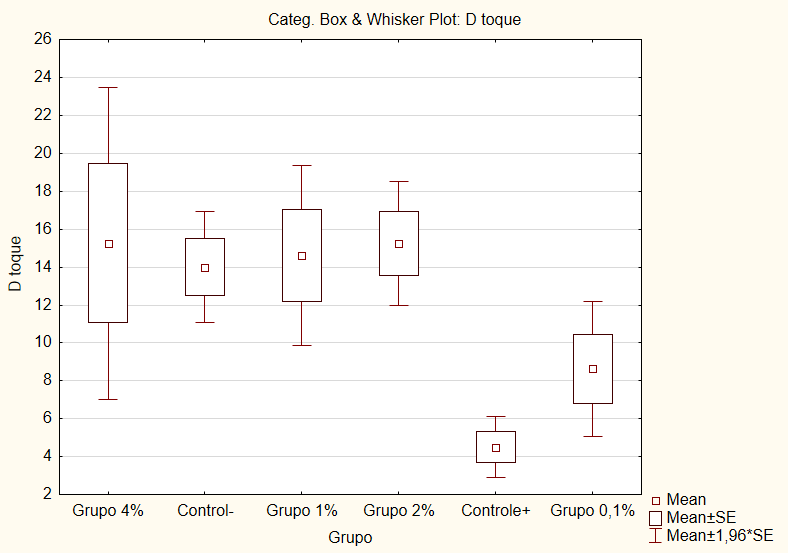 Categ. Box & Whisker Plot: D toque
26
24
22
20
18
16
14
12
10
8
6
4
2
D toque
Grupo 4% Control- Grupo 1% Grupo 2% Controle+ Grupo 0,1%
Grupo
Mean
Mean±SE
Mean±1,96*SE